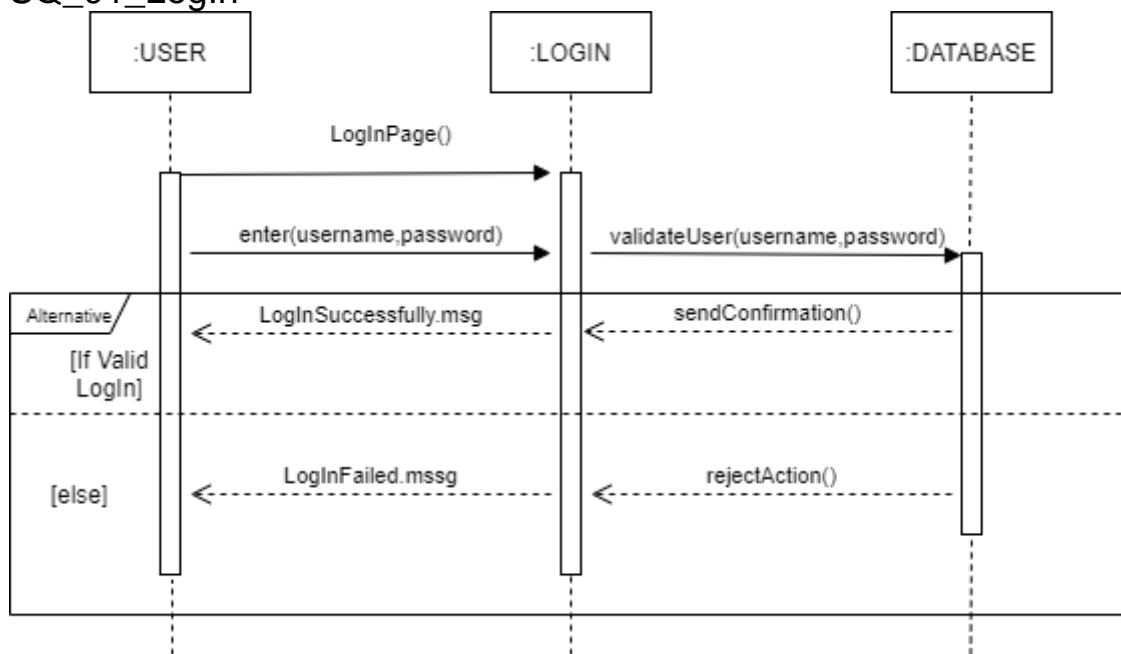 SQ_01_Login
:USER
:LOGIN
:DATABASE
LogInPage()
enter(username,password)
validateUser(username,password)
Alternative
LogInSuccessfully.msg
sendConfirmation()
[If Valid
LogIn]
LogInFailed.mssg
rejectAction()
[else]